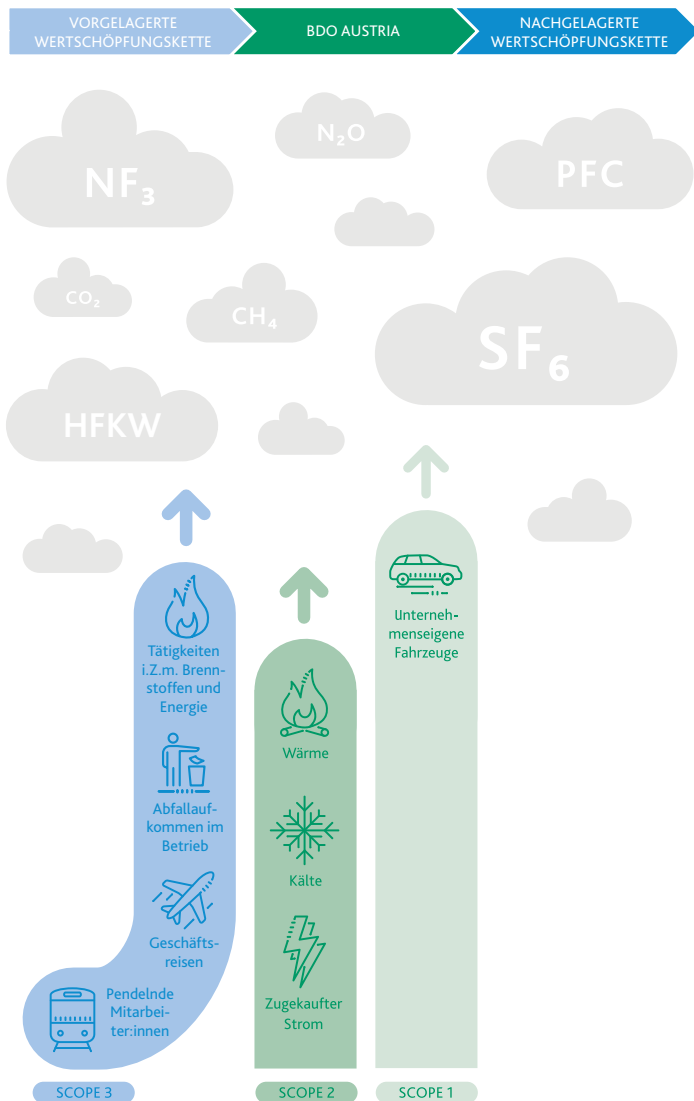 VORGELAGERTE
WERTSCHÖPFUNGSKETTE
BDO AUSTRIA
NACHGELAGERTE
WERTSCHÖPFUNGSKETTE
NF₃
N₂O
PFC
CO₂
CH₄
SF₆
HFKW
Tätigkeiten
i.Z.m. Brenn-
stoffen und
Energie
Abfallauf-
kommen im
Betrieb
Geschäfts-
reisen
Pendelnde
Mitarbei-
ter:innen
SCOPE 3
Wärme
Kälte
Zugekaufter
Strom
SCOPE 2
Unterneh-
menseigene
Fahrzeuge
SCOPE 1